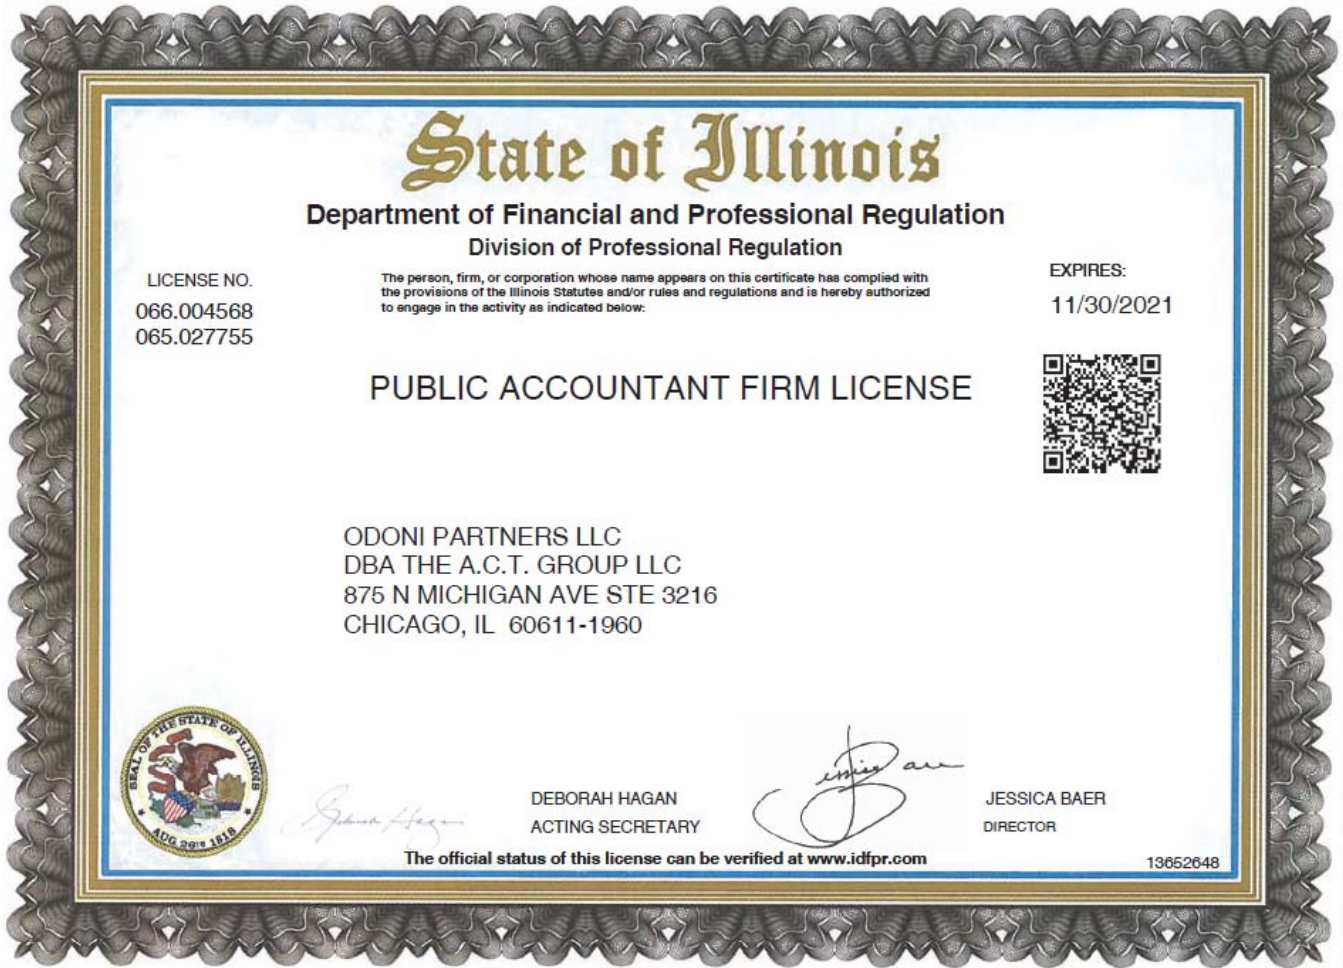 State of Illinois
Department of Financial and Professional Regulation
Division of Professional Regulation
LICENSE NO.
066.004568
065.027755
The person, firm, or corporation whose name appears on this certificate has complied with
the provisions of the Illinois Statutes and/or rules and regulations and is hereby authorized
to engage in the activity as indicated below:
EXPIRES:
11/30/2021
PUBLIC ACCOUNTANT FIRM LICENSE
ODONI PARTNERS LLC
DBA THE A.C.T. GROUP LLC
875 N MICHIGAN AVE STE 3216
CHICAGO, IL 60611-1960
SEAL OF THE STATE OF ILLINOIS
AUG. 26TH 1818
Deborah Hagan
DEBORAH HAGAN
ACTING SECRETARY
JESSICA BAER
DIRECTOR
The official status of this license can be verified at www.idfpr.com
13652648